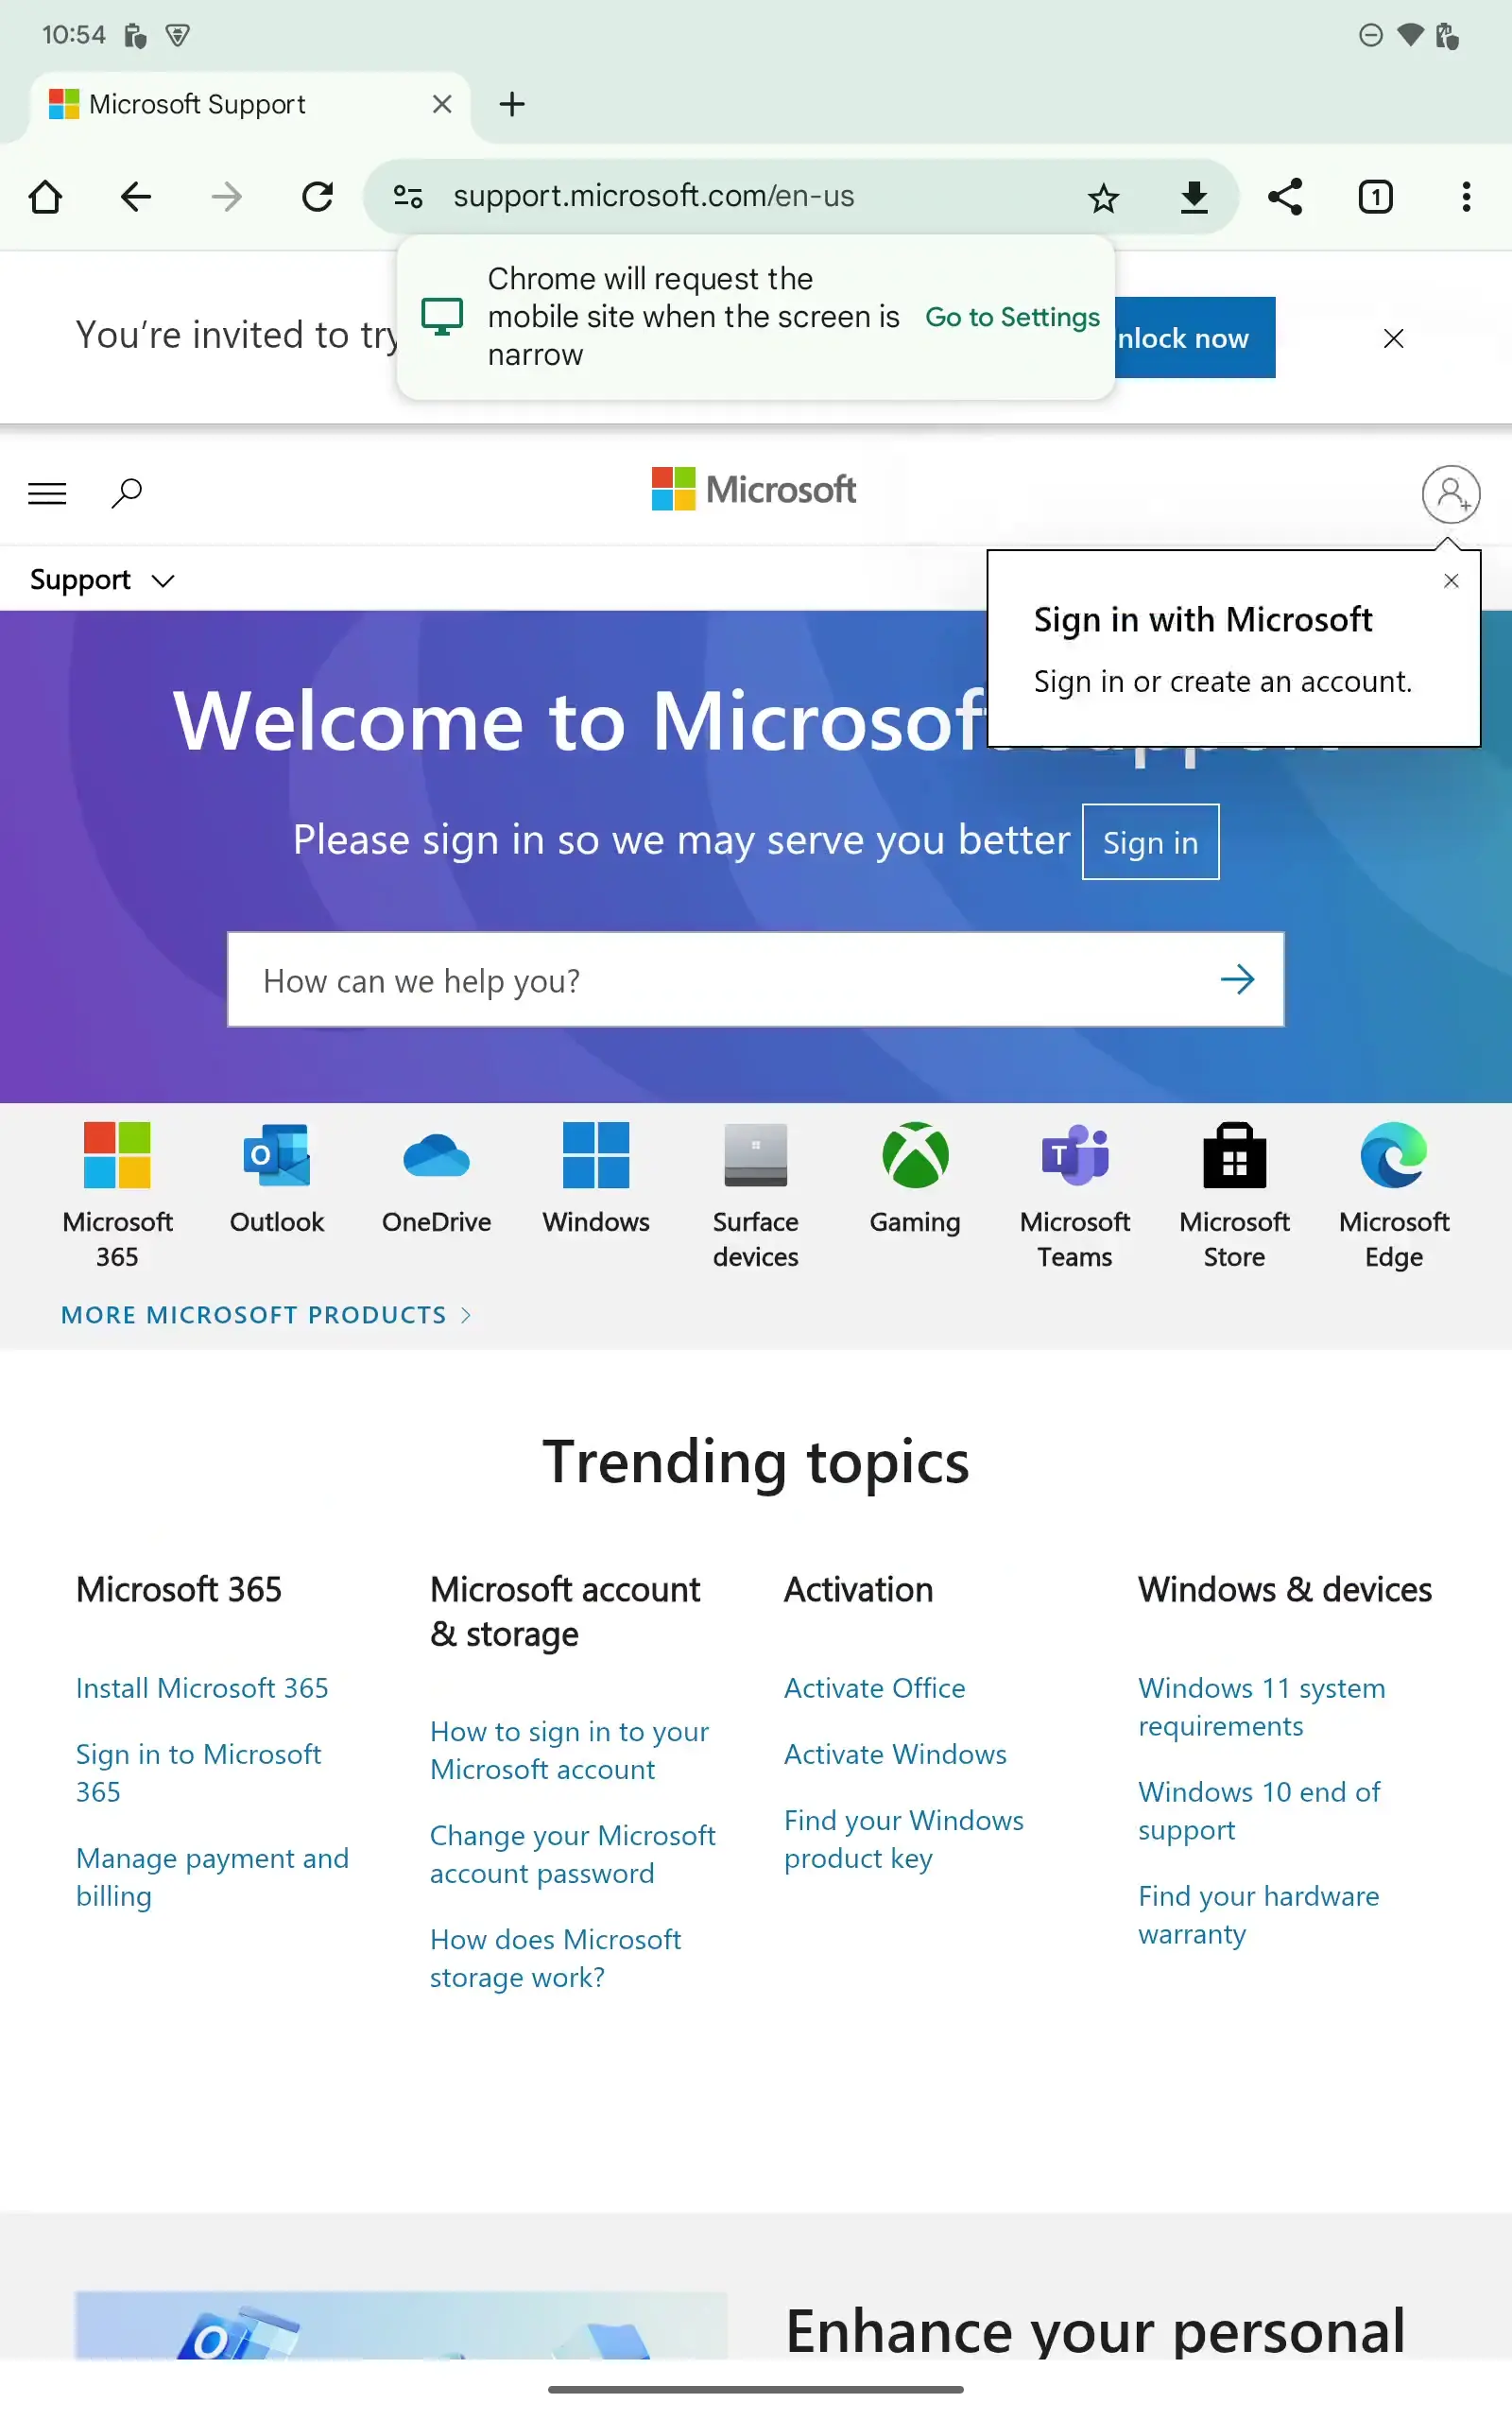 10:54
Microsoft Support
support.microsoft.com/en-us
1
Chrome will request the
mobile site when the screen is
narrow
Go to Settings
You're invited to try
nlock now
Microsoft
Support
Sign in with Microsoft
Sign in or create an account.
Welcome to Microsoft Support
Please sign in so we may serve you better
Sign in
How can we help you?
Microsoft
365
Outlook
OneDrive
Windows
Surface
devices
Gaming
Microsoft
Teams
Microsoft
Store
Microsoft
Edge
MORE MICROSOFT PRODUCTS
Trending topics
Microsoft 365
Install Microsoft 365
Sign in to Microsoft
365
Manage payment and
billing
Microsoft account
& storage
How to sign in to your
Microsoft account
Change your Microsoft
account password
How does Microsoft
storage work?
Activation
Activate Office
Activate Windows
Find your Windows
product key
Windows & devices
Windows 11 system
requirements
Windows 10 end of
support
Find your hardware
warranty
Enhance your personal